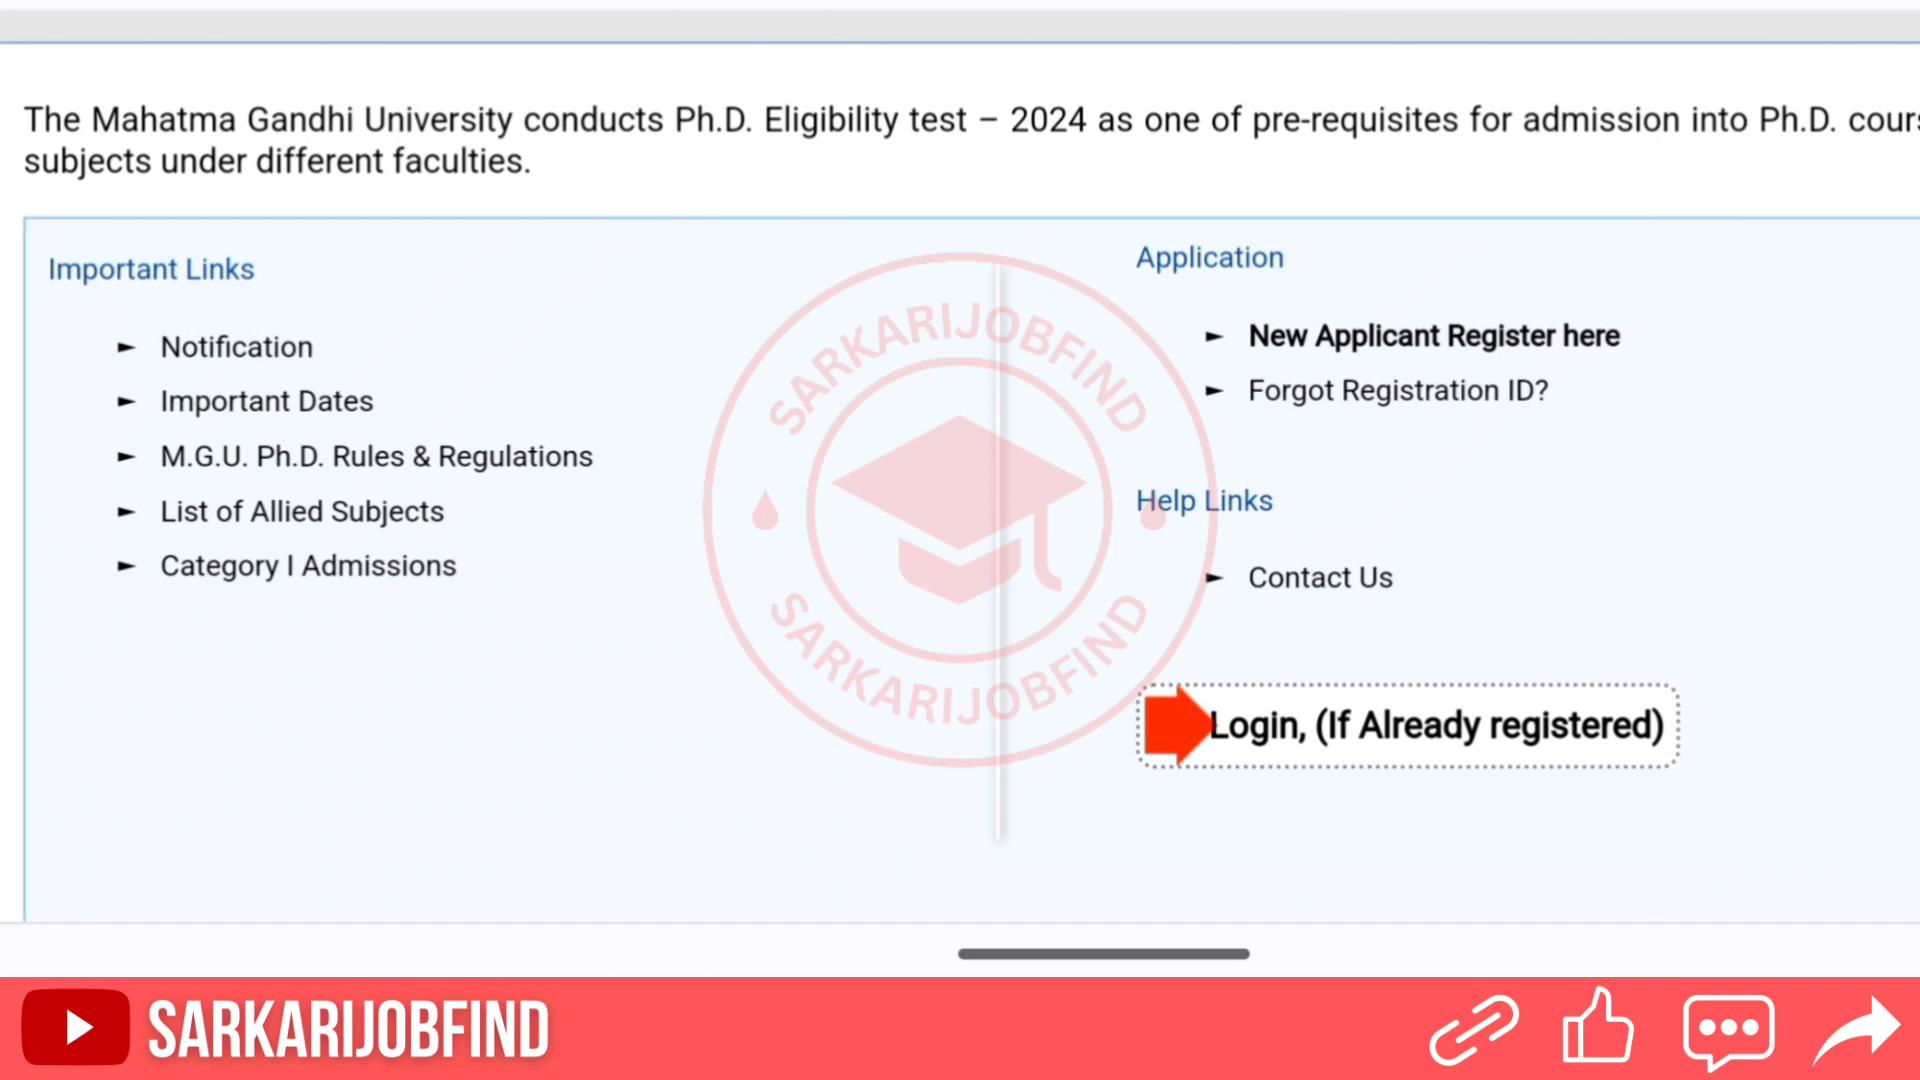 The Mahatma Gandhi University conducts Ph.D. Eligibility test – 2024 as one of pre-requisites for admission into Ph.D. cours
subjects under different faculties.
Important Links
► Notification
► Important Dates
► M.G.U. Ph.D. Rules & Regulations
► List of Allied Subjects
► Category I Admissions
Application
► New Applicant Register here
► Forgot Registration ID?
Help Links
► Contact Us
Login, (If Already registered)
SARKARIJOBFIND
SARKARIJOBFIND
SARKARIJOBFIND